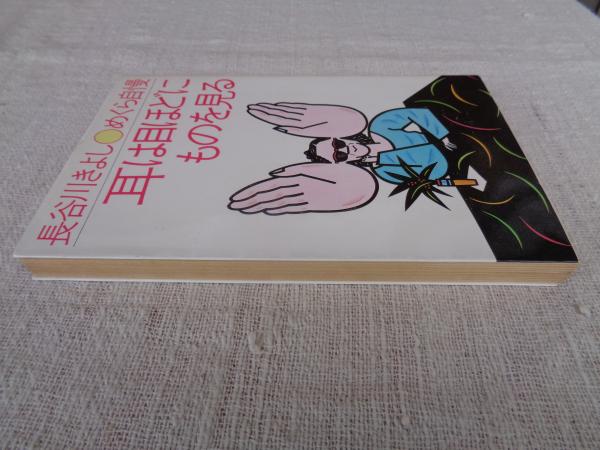 長谷川きよし●めくら自慢
耳は目ほどに
ものを見る